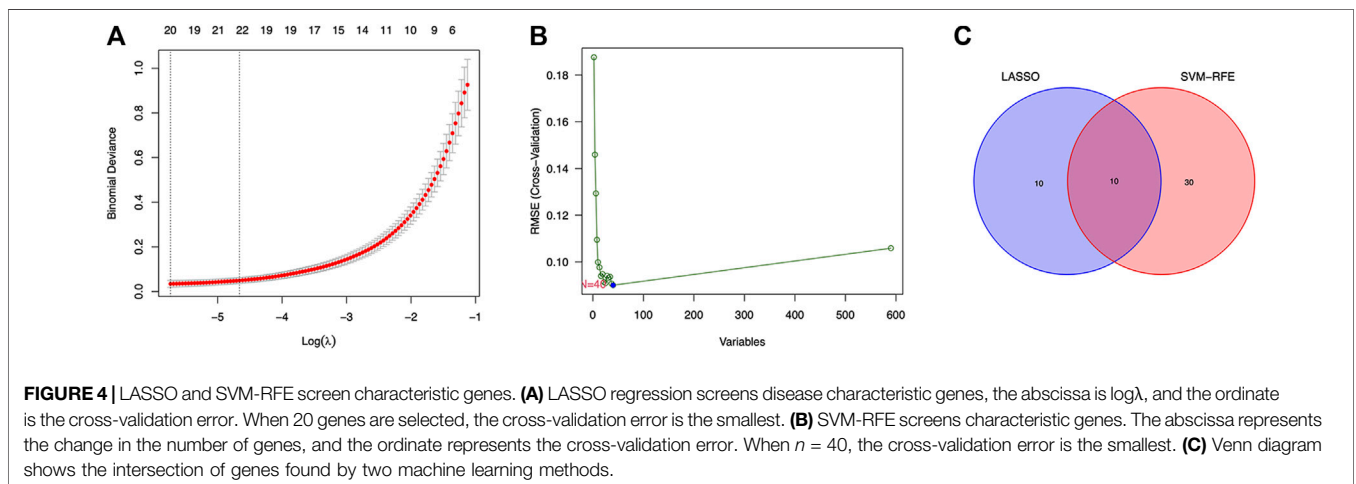 A
20 19 21 22 19 19 17 15 14 11 10 9 6
1.0
0.8
0.6
0.4
0.2
0.0
Binomial Deviance
-5 -4 -3 -2 -1
Log(λ)
B
0.18
0.16
0.14
0.12
0.10
RMSE (Cross-Validation)
N=40
0 100 200 300 400 500 600
Variables
C
LASSO SVM-RFE
10 10 30
FIGURE 4 | LASSO and SVM-RFE screen characteristic genes. (A) LASSO regression screens disease characteristic genes, the abscissa is logλ, and the ordinate
is the cross-validation error. When 20 genes are selected, the cross-validation error is the smallest. (B) SVM-RFE screens characteristic genes. The abscissa represents
the change in the number of genes, and the ordinate represents the cross-validation error. When n = 40, the cross-validation error is the smallest. (C) Venn diagram
shows the intersection of genes found by two machine learning methods.